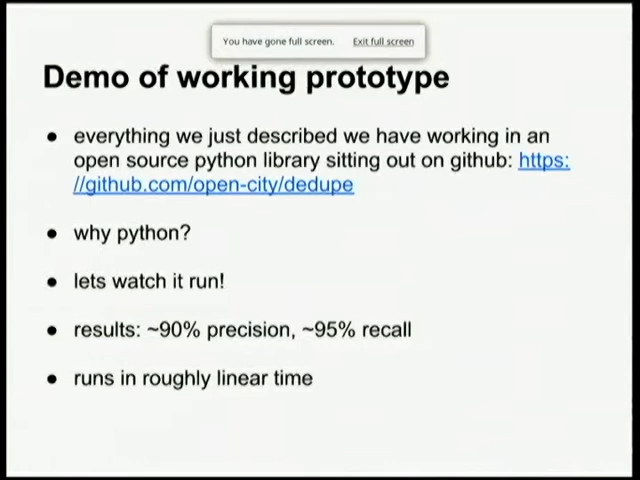 You have gone full screen. Exit full screen
Demo of working prototype
● everything we just described we have working in an
open source python library sitting out on github: https:
//github.com/open-city/dedupe
● why python?
● lets watch it run!
● results: ~90% precision, ~95% recall
● runs in roughly linear time